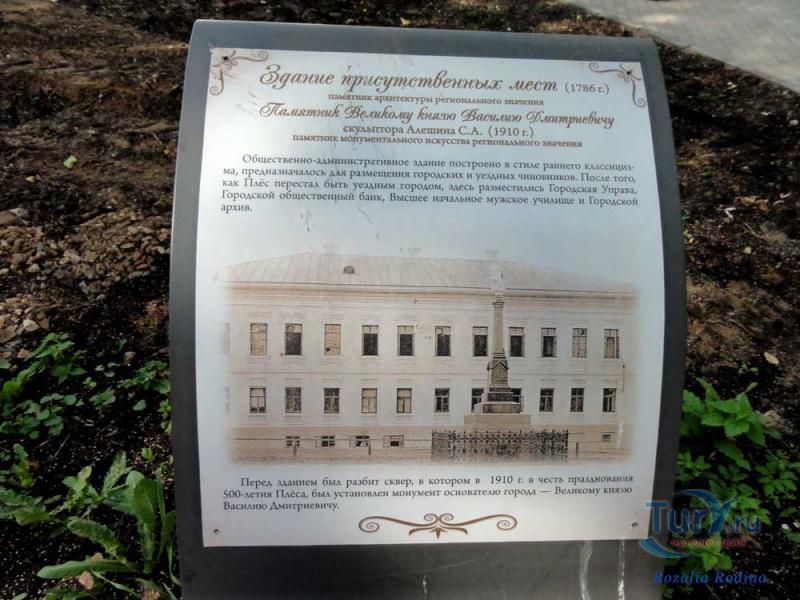 Здание присутственных мест (1786 г.)
памятник архитектуры регионального значения
Памятник Великому князю Василию Дмитриевичу
скульптора Алешина С.А. (1910 г.)
памятник монументального искусства регионального значения
Общественно-административное здание построено в стиле раннего классициз-
ма, предназначалось для размещения городских и уездных чиновников. После того,
как Плёс перестал быть уездным городом, здесь разместились Городская Управа,
Городской общественный банк, Высшее начальное мужское училище и Городской
архив.
Перед зданием был разбит сквер, в котором в 1910 г. в честь празднования
500-летия Плёса, был установлен монумент основателю города — Великому князю
Василию Дмитриевичу.
Tury.ru
путешествия
Rozalia Rodina